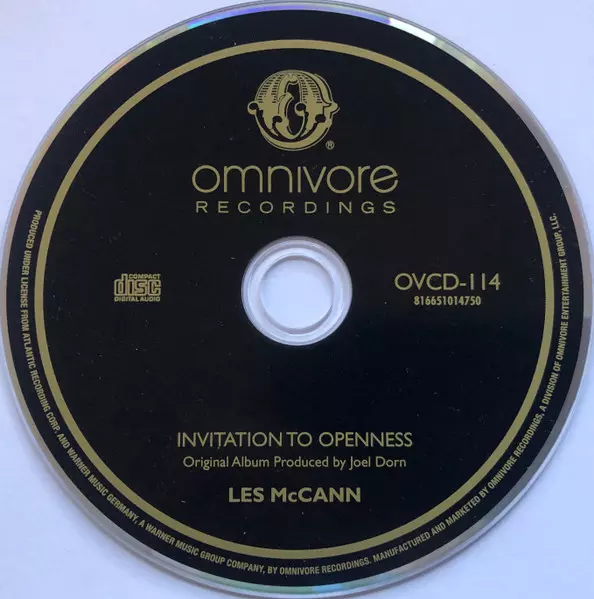 ®
omnivore
RECORDINGS
COMPACT
disc
DIGITAL AUDIO
OVCD-114
816651014750
INVITATION TO OPENNESS
Original Album Produced by Joel Dorn
LES McCANN
PRODUCED UNDER LICENSE FROM ATLANTIC RECORDING CORP. AND WARNER MUSIC GERMANY, A WARNER MUSIC GROUP COMPANY, BY OMNIVORE RECORDINGS. MANUFACTURED AND MARKETED BY OMNIVORE RECORDINGS, A DIVISION OF OMNIVORE ENTERTAINMENT GROUP, LLC.